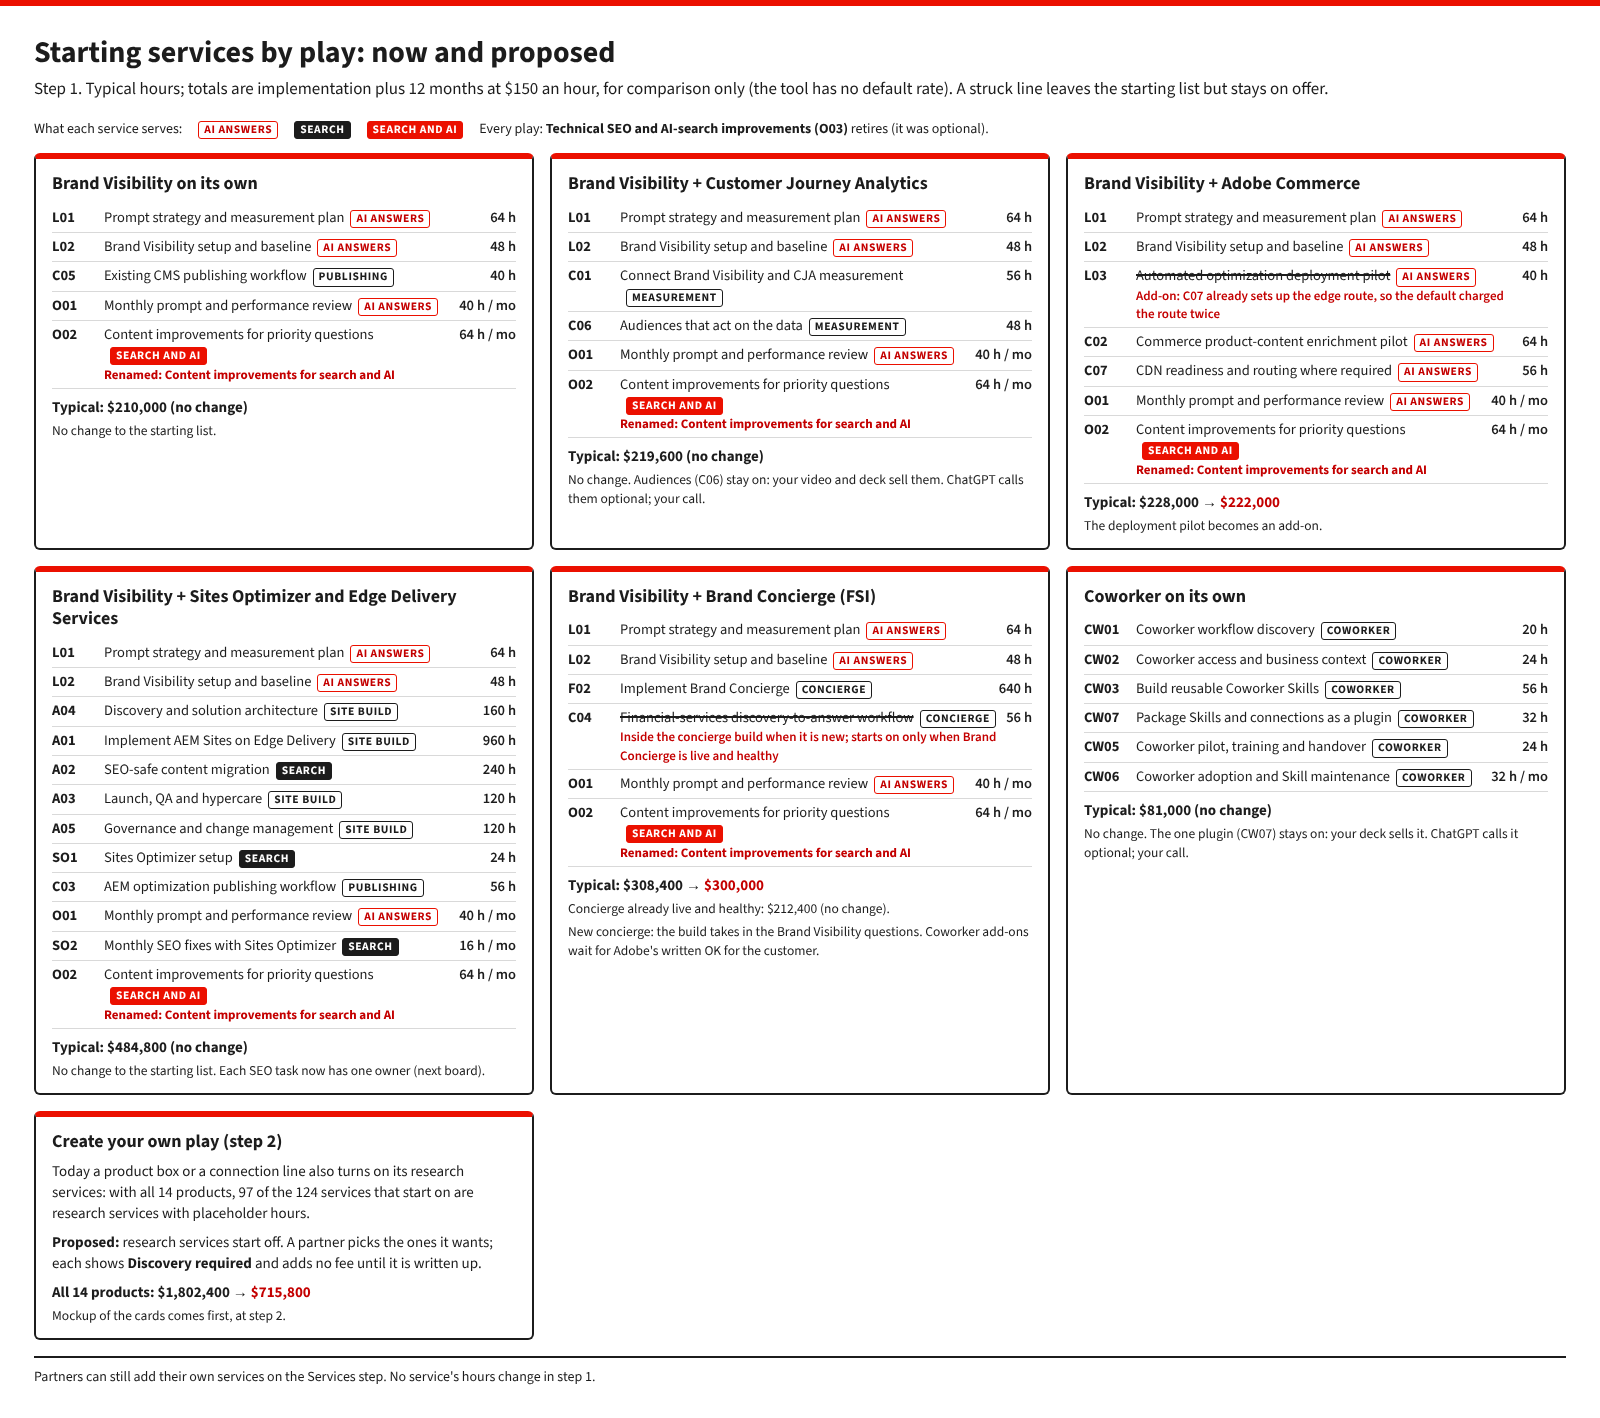 Starting services by play: now and proposed
Step 1. Typical hours; totals are implementation plus 12 months at $150 an hour, for comparison only (the tool has no default rate). A struck line leaves the starting list but stays on offer.
What each service serves: AI ANSWERS SEARCH SEARCH AND AI Every play: Technical SEO and AI-search improvements (O03) retires (it was optional).
Brand Visibility on its own
L01 Prompt strategy and measurement plan AI ANSWERS 64 h
L02 Brand Visibility setup and baseline AI ANSWERS 48 h
C05 Existing CMS publishing workflow PUBLISHING 40 h
O01 Monthly prompt and performance review AI ANSWERS 40 h / mo
O02 Content improvements for priority questions 64 h / mo
SEARCH AND AI
Renamed: Content improvements for search and AI
Typical: $210,000 (no change)
No change to the starting list.
Brand Visibility + Customer Journey Analytics
L01 Prompt strategy and measurement plan AI ANSWERS 64 h
L02 Brand Visibility setup and baseline AI ANSWERS 48 h
C01 Connect Brand Visibility and CJA measurement 56 h
MEASUREMENT
C06 Audiences that act on the data MEASUREMENT 48 h
O01 Monthly prompt and performance review AI ANSWERS 40 h / mo
O02 Content improvements for priority questions 64 h / mo
SEARCH AND AI
Renamed: Content improvements for search and AI
Typical: $219,600 (no change)
No change. Audiences (C06) stay on: your video and deck sell them. ChatGPT calls
them optional; your call.
Brand Visibility + Adobe Commerce
L01 Prompt strategy and measurement plan AI ANSWERS 64 h
L02 Brand Visibility setup and baseline AI ANSWERS 48 h
L03 Automated optimization deployment pilot AI ANSWERS 40 h
Add-on: C07 already sets up the edge route, so the default charged
the route twice
C02 Commerce product-content enrichment pilot AI ANSWERS 64 h
C07 CDN readiness and routing where required AI ANSWERS 56 h
O01 Monthly prompt and performance review AI ANSWERS 40 h / mo
O02 Content improvements for priority questions 64 h / mo
SEARCH AND AI
Renamed: Content improvements for search and AI
Typical: $228,000 → $222,000
The deployment pilot becomes an add-on.
Brand Visibility + Sites Optimizer and Edge Delivery
Services
L01 Prompt strategy and measurement plan AI ANSWERS 64 h
L02 Brand Visibility setup and baseline AI ANSWERS 48 h
A04 Discovery and solution architecture SITE BUILD 160 h
A01 Implement AEM Sites on Edge Delivery SITE BUILD 960 h
A02 SEO-safe content migration SEARCH 240 h
A03 Launch, QA and hypercare SITE BUILD 120 h
A05 Governance and change management SITE BUILD 120 h
SO1 Sites Optimizer setup SEARCH 24 h
C03 AEM optimization publishing workflow PUBLISHING 56 h
O01 Monthly prompt and performance review AI ANSWERS 40 h / mo
SO2 Monthly SEO fixes with Sites Optimizer SEARCH 16 h / mo
O02 Content improvements for priority questions 64 h / mo
SEARCH AND AI
Renamed: Content improvements for search and AI
Typical: $484,800 (no change)
No change to the starting list. Each SEO task now has one owner (next board).
Brand Visibility + Brand Concierge (FSI)
L01 Prompt strategy and measurement plan AI ANSWERS 64 h
L02 Brand Visibility setup and baseline AI ANSWERS 48 h
F02 Implement Brand Concierge CONCIERGE 640 h
C04 Financial-services discovery-to-answer workflow CONCIERGE 56 h
Inside the concierge build when it is new; starts on only when Brand
Concierge is live and healthy
O01 Monthly prompt and performance review AI ANSWERS 40 h / mo
O02 Content improvements for priority questions 64 h / mo
SEARCH AND AI
Renamed: Content improvements for search and AI
Typical: $308,400 → $300,000
Concierge already live and healthy: $212,400 (no change).
New concierge: the build takes in the Brand Visibility questions. Coworker add-ons
wait for Adobe's written OK for the customer.
Coworker on its own
CW01 Coworker workflow discovery COWORKER 20 h
CW02 Coworker access and business context COWORKER 24 h
CW03 Build reusable Coworker Skills COWORKER 56 h
CW07 Package Skills and connections as a plugin COWORKER 32 h
CW05 Coworker pilot, training and handover COWORKER 24 h
CW06 Coworker adoption and Skill maintenance COWORKER 32 h / mo
Typical: $81,000 (no change)
No change. The one plugin (CW07) stays on: your deck sells it. ChatGPT calls it
optional; your call.
Create your own play (step 2)
Today a product box or a connection line also turns on its research
services: with all 14 products, 97 of the 124 services that start on are
research services with placeholder hours.
Proposed: research services start off. A partner picks the ones it wants;
each shows Discovery required and adds no fee until it is written up.
All 14 products: $1,802,400 → $715,800
Mockup of the cards comes first, at step 2.
Partners can still add their own services on the Services step. No service's hours change in step 1.